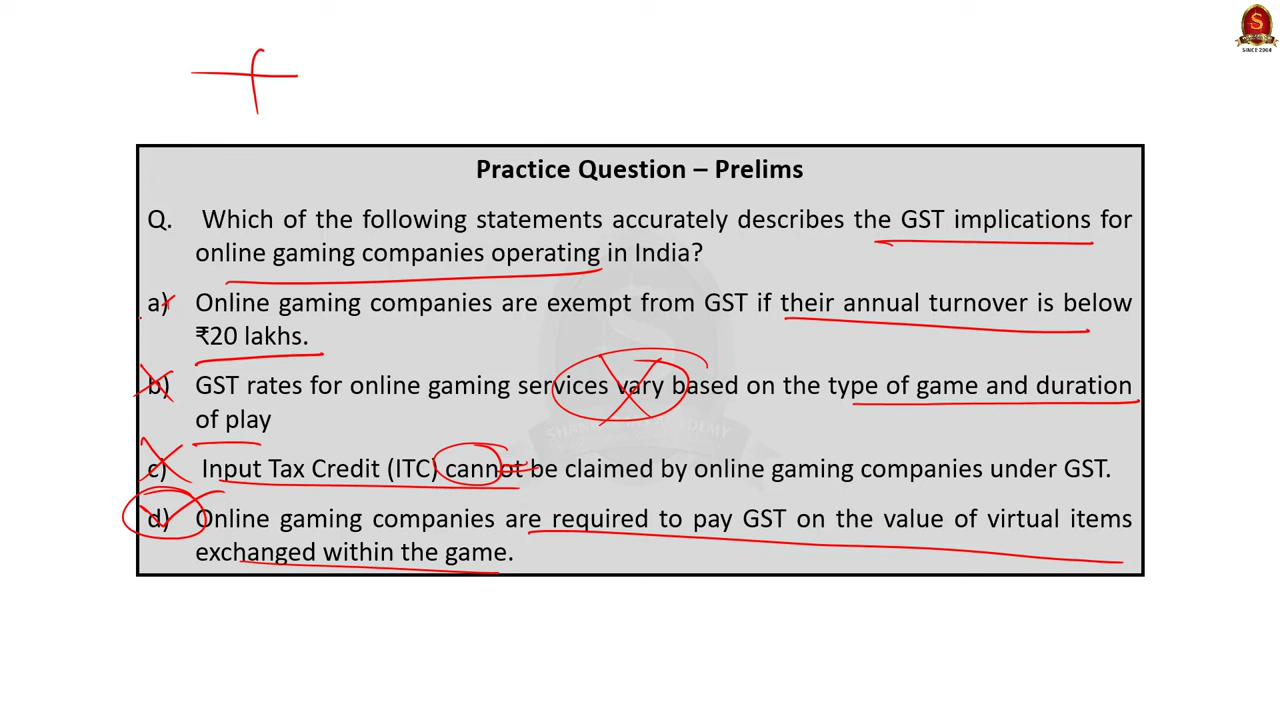 S
SINCE 2004
Practice Question – Prelims
Q. Which of the following statements accurately describes the GST implications for
online gaming companies operating in India?
a) Online gaming companies are exempt from GST if their annual turnover is below
₹20 lakhs.
b) GST rates for online gaming services vary based on the type of game and duration
of play
c) Input Tax Credit (ITC) cannot be claimed by online gaming companies under GST.
d) Online gaming companies are required to pay GST on the value of virtual items
exchanged within the game.